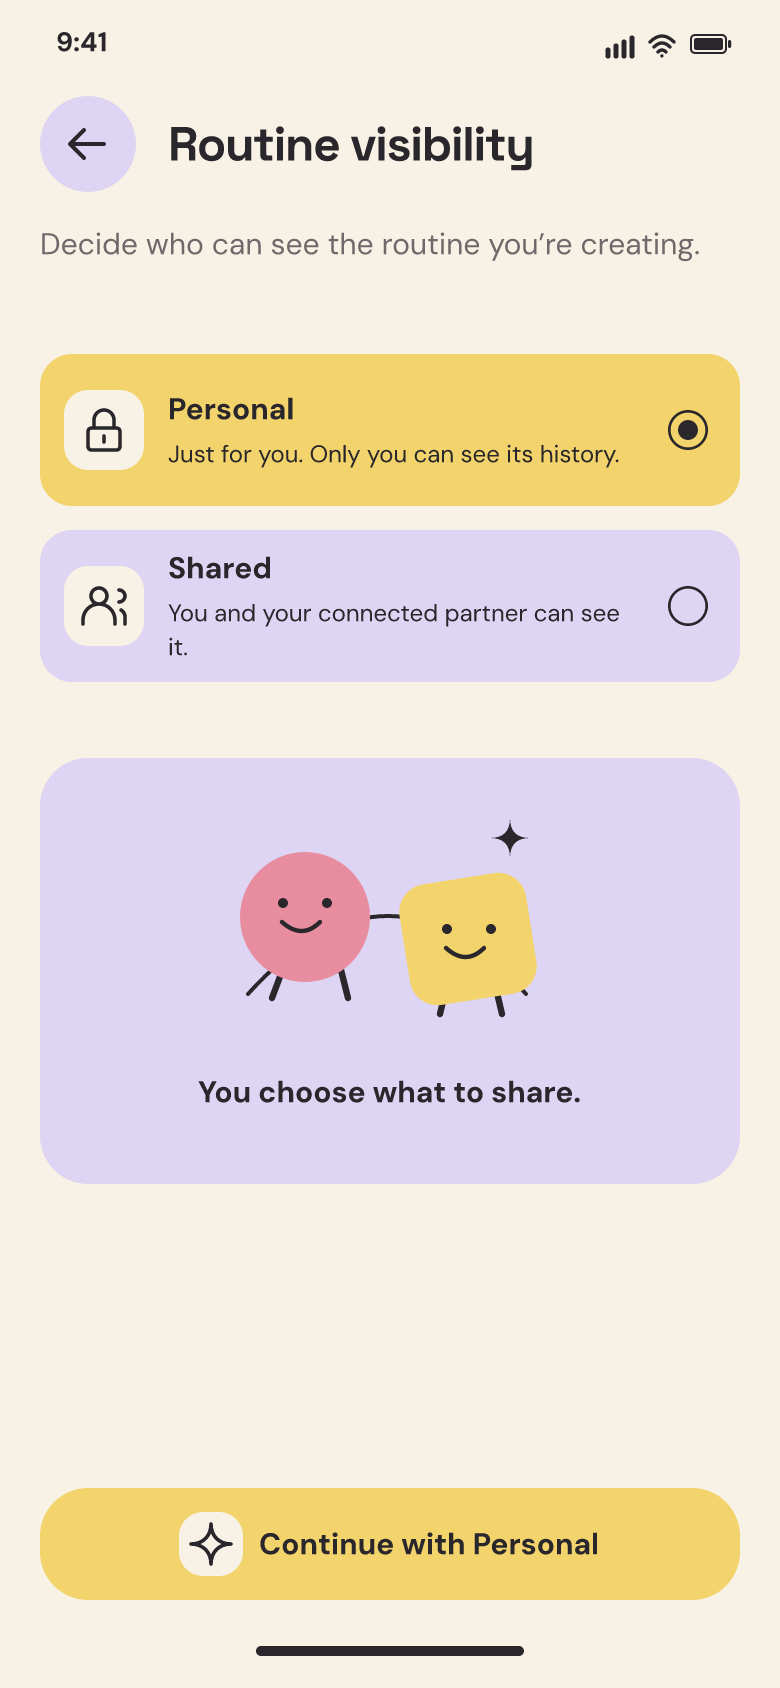 9:41
Routine visibility
Decide who can see the routine you’re creating.
Personal
Just for you. Only you can see its history.
Shared
You and your connected partner can see
it.
You choose what to share.
Continue with Personal